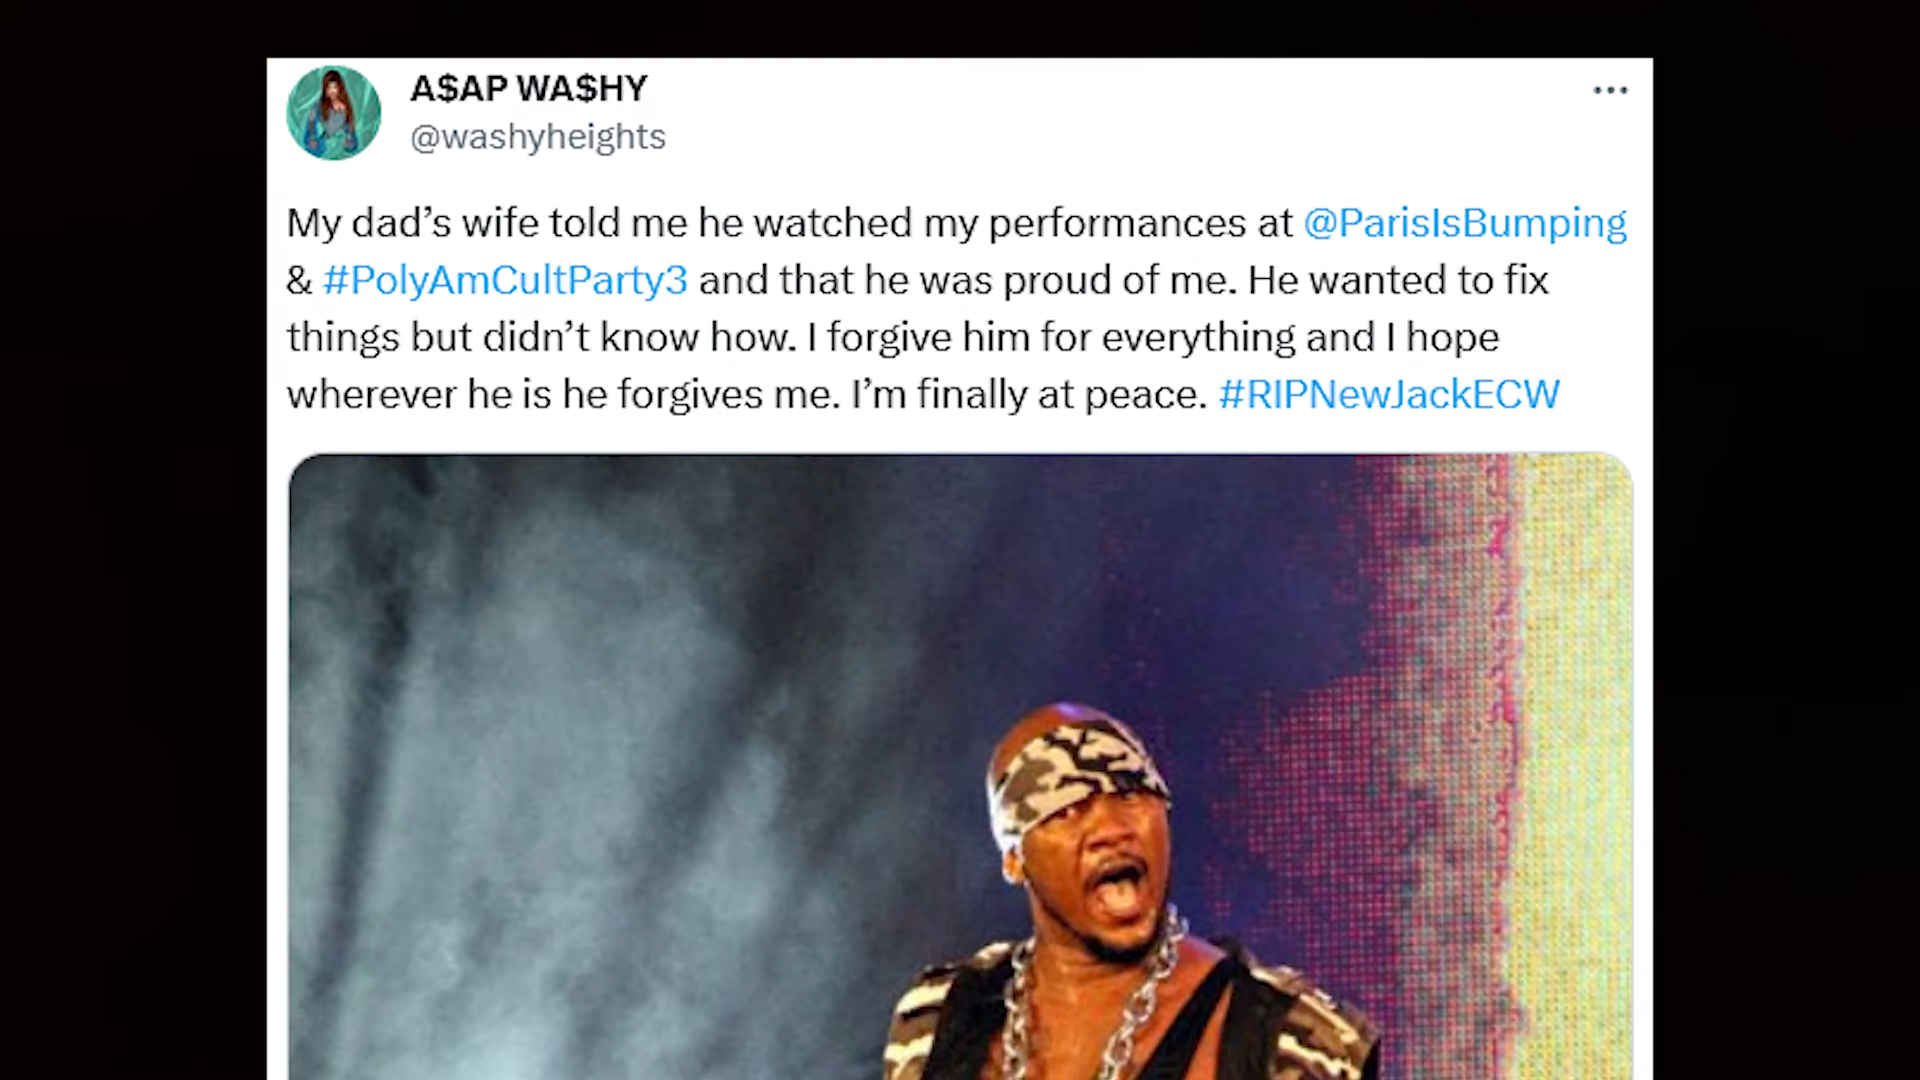 A$AP WA$HY
@washyheights
My dad’s wife told me he watched my performances at @ParisIsBumping
& #PolyAmCultParty3 and that he was proud of me. He wanted to fix
things but didn’t know how. I forgive him for everything and I hope
wherever he is he forgives me. I’m finally at peace. #RIPNewJackECW